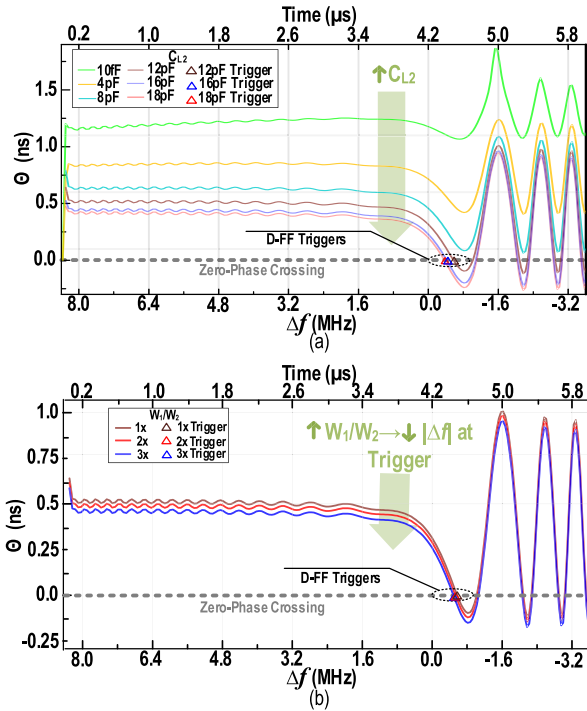 Time (μs)
0.2 1.0 1.8 2.6 3.4 4.2 5.0 5.8
C_L2
10fF 12pF 12pF Trigger
4pF 16pF 16pF Trigger
8pF 18pF 18pF Trigger
↑C_L2
1.5
1.0
0.5
0.0
Θ (ns)
D-FF Triggers
Zero-Phase Crossing
8.0 6.4 4.8 3.2 1.6 0.0 -1.6 -3.2
Δf (MHz)
(a)
Time (μs)
0.2 1.0 1.8 2.6 3.4 4.2 5.0 5.8
W₁/W₂
1x 1x Trigger
2x 2x Trigger
3x 3x Trigger
↑ W₁/W₂→↓ |Δf| at
Trigger
1.0
0.75
0.5
0.25
0.0
-0.25
Θ (ns)
D-FF Triggers
Zero-Phase Crossing
8.0 6.4 4.8 3.2 1.6 0.0 -1.6 -3.2
Δf (MHz)
(b)